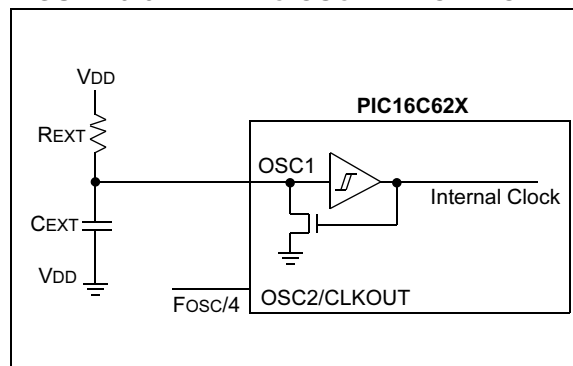 VDD
PIC16C62X
REXT
OSC1
Internal Clock
CEXT
VDD
FOSC/4
OSC2/CLKOUT